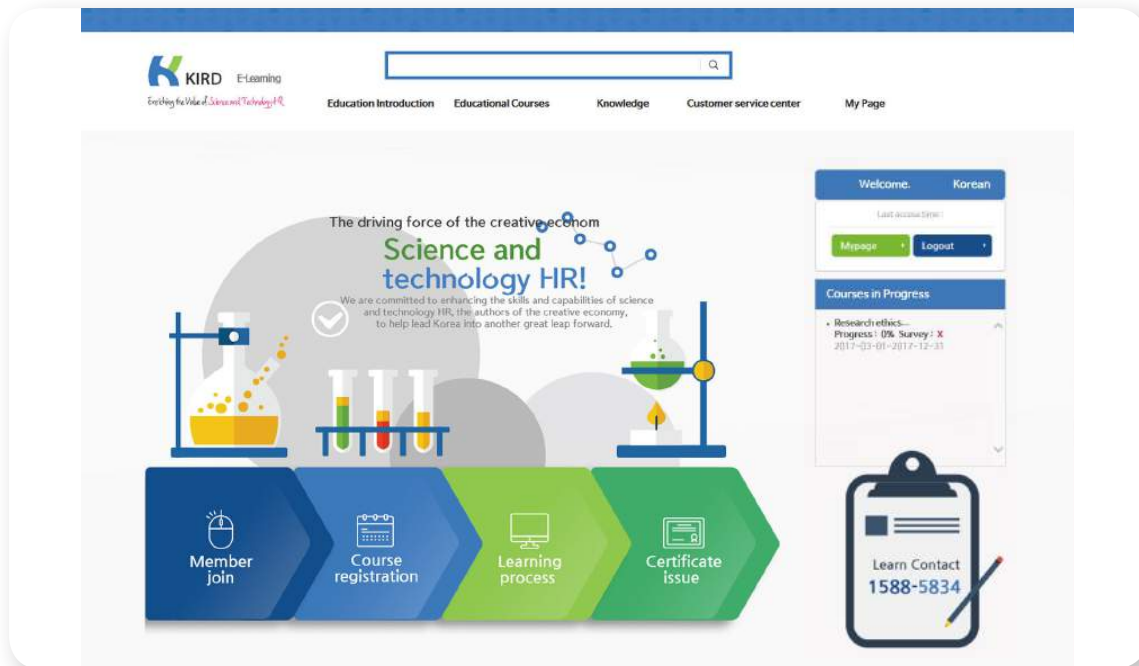 KIRD E-Learning
Enriching the Value of Science and Technology HR
Education Introduction Educational Courses Knowledge Customer service center My Page
The driving force of the creative econom
Science and
technology HR!
We are committed to enhancing the skills and capabilities of science
and technology HR, the authors of the creative economy,
to help lead Korea into another great leap forward.
Welcome. Korean
Last access time :
Mypage Logout
Courses in Progress
Research ethics...
Progress : 0% Survey : X
2017-03-01~2017-12-31
Member
join
Course
registration
Learning
process
Certificate
issue
Learn Contact
1588-5834